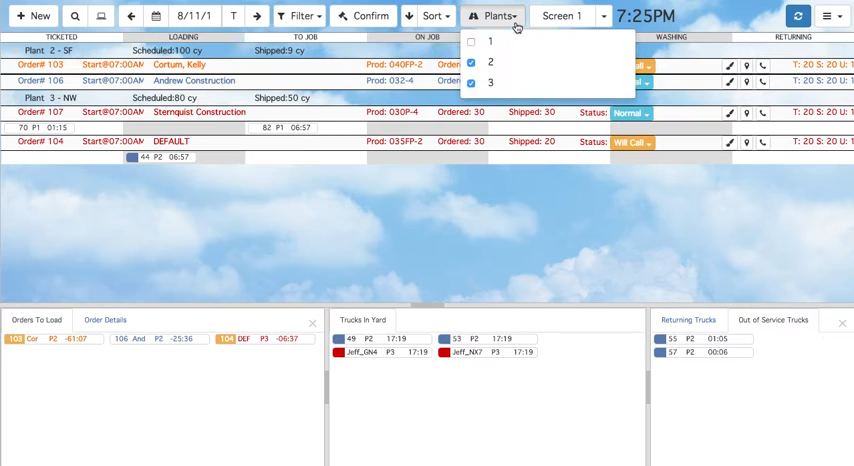 + New 8/11/1 T Filter Confirm Sort Plants Screen 1 7:25PM
TICKETED LOADING TO JOB ON JOB WASHING RETURNING
1
2
3
Plant 2 - SF Scheduled:100 cy Shipped:9 cy
Order# 103 Start@07:00AM Cortum, Kelly Prod: 040FP-2 T: 20 S: 20 U:
Order# 106 Start@07:00AM Andrew Construction Prod: 032-4 T: 20 S: 20 U:
Plant 3 - NW Scheduled:80 cy Shipped:50 cy
Order# 107 Start@07:00AM Sternquist Construction Prod: 030P-4 Ordered: 30 Shipped: 30 Status: Normal T: 20 S: 20 U:
70 P1 01:15 82 P1 06:57
Order# 104 Start@07:00AM DEFAULT Prod: 035FP-2 Ordered: 30 Shipped: 20 Status: Will Call T: 20 S: 20 U:
44 P2 06:57
Orders To Load Order Details Trucks In Yard Returning Trucks Out of Service Trucks
103 Cor P2 -61:07 106 And P2 -25:36 104 DEF P3 -06:37
49 P2 17:19 53 P2 17:19
Jeff_GN4 P3 17:19 Jeff_NX7 P3 17:19
55 P2 01:05
57 P2 00:06